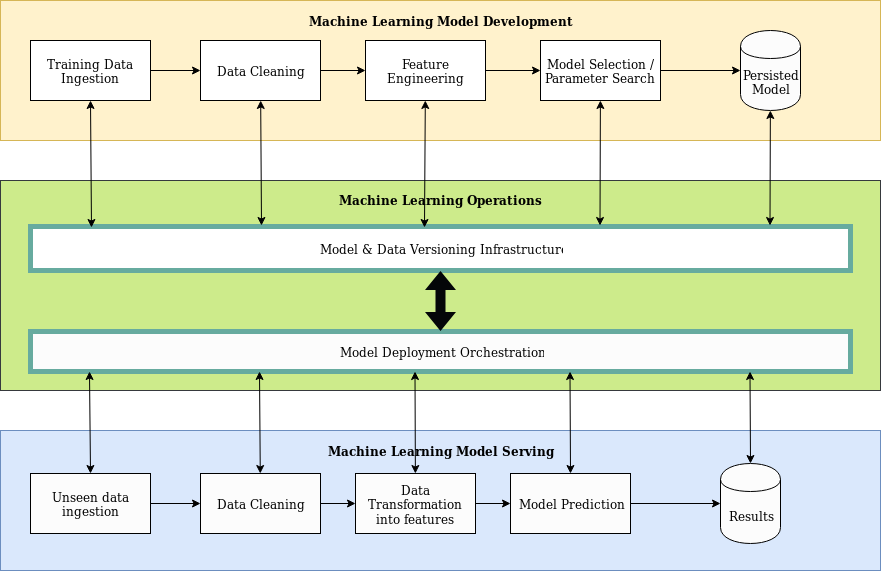 Machine Learning Model Development
Training Data
Ingestion
Data Cleaning
Feature
Engineering
Model Selection /
Parameter Search
Persisted
Model
Machine Learning Operations
Model & Data Versioning Infrastructure
Model Deployment Orchestration
Machine Learning Model Serving
Unseen data
ingestion
Data Cleaning
Data
Transformation
into features
Model Prediction
Results